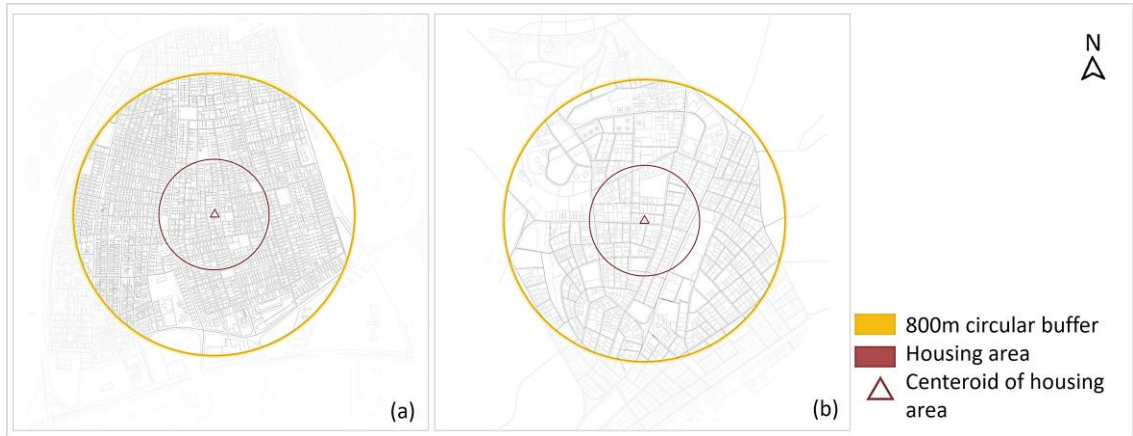 N
800m circular buffer
Housing area
Centeroid of housing
area
(a)
(b)